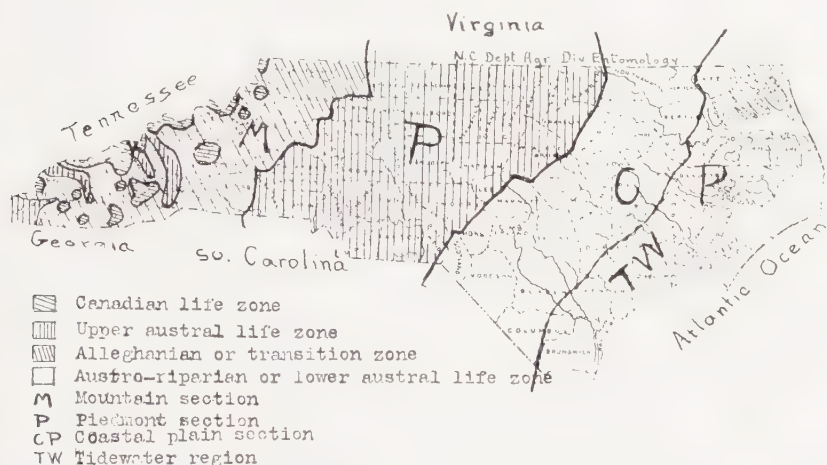 Virginia
N.C Dept Agr Div Entomology
Tennessee
M
P
C P
TW
Georgia
so. Carolina
Atlantic Ocean
Canadian life zone
Upper austral life zone
Alleghanian or transition zone
Austro-riparian or lower austral life zone
M Mountain section
P Piedmont section
CP Coastal plain section
TW Tidewater region